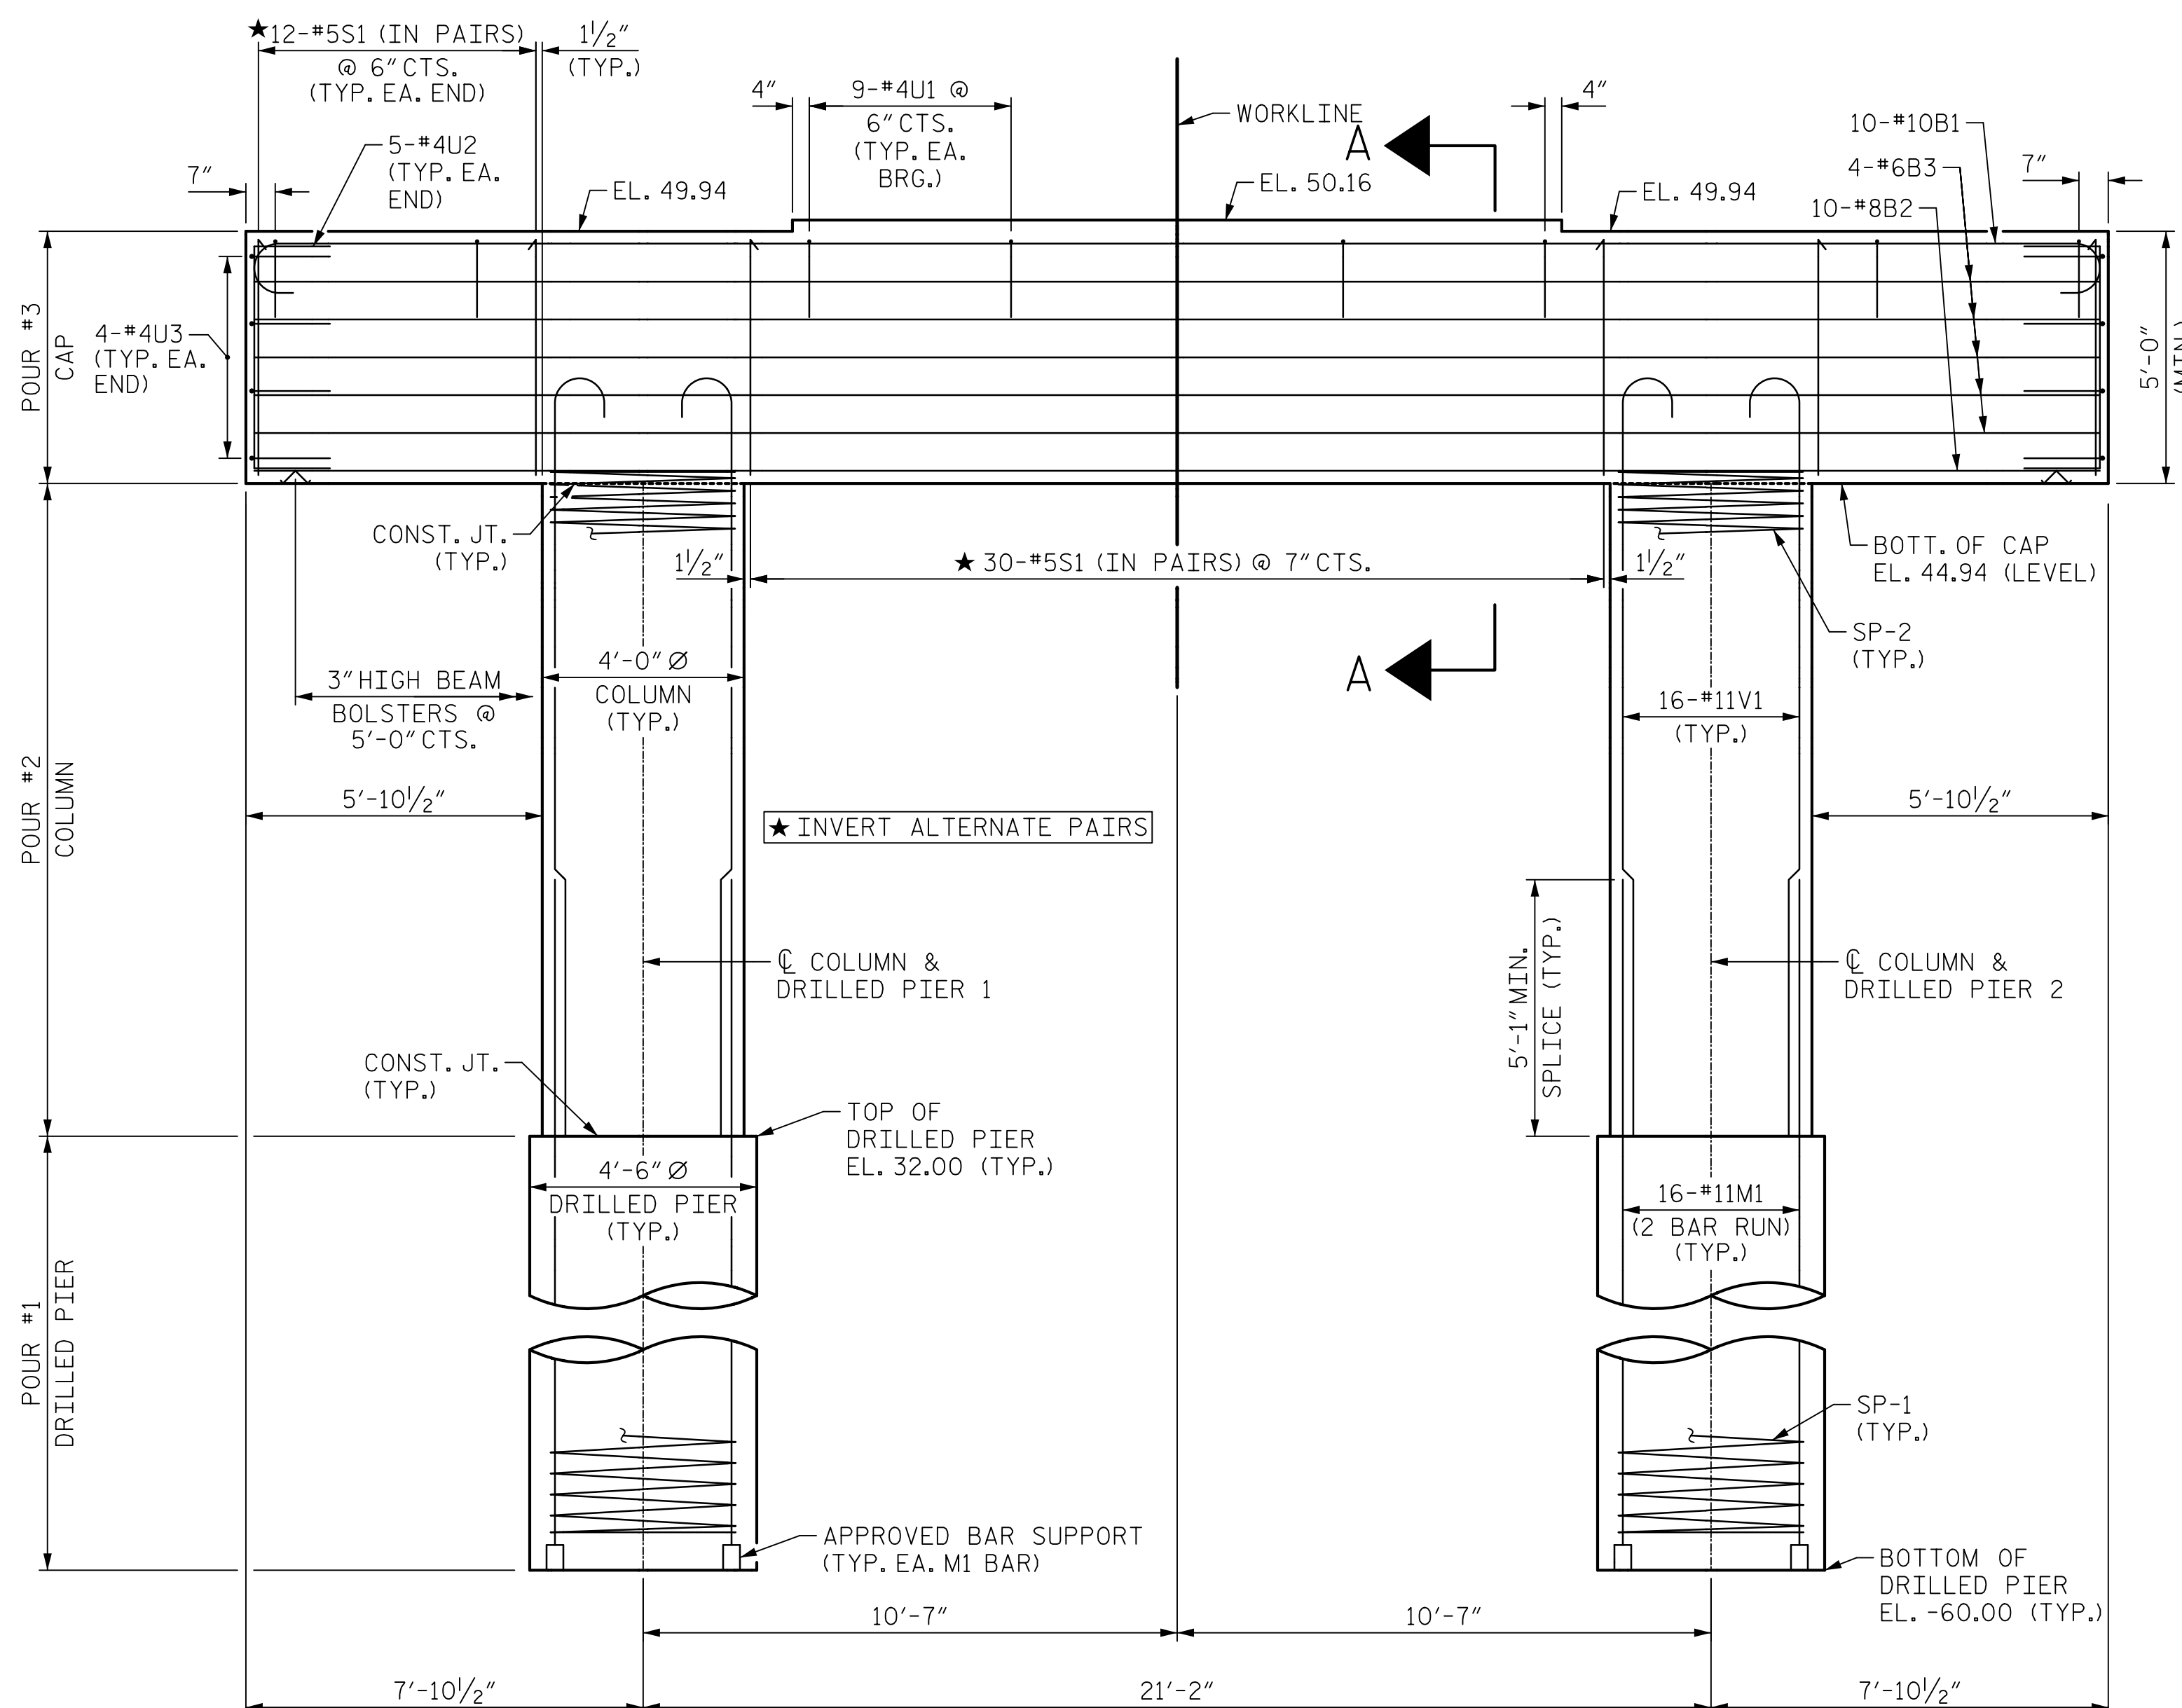 ★12-#5S1 (IN PAIRS)
@ 6" CTS.
(TYP. EA. END)
1½"
(TYP.)
4"
9-#4U1 @
6" CTS.
(TYP. EA.
BRG.)
WORKLINE
A
4"
10-#10B1
4-#6B3
7"
10-#8B2
7"
5-#4U2
(TYP. EA.
END)
EL. 49.94
EL. 50.16
EL. 49.94
POUR #3
CAP
4-#4U3
(TYP. EA.
END)
5'-0"
(MIN.)
CONST. JT.
(TYP.)
1½"
★ 30-#5S1 (IN PAIRS) @ 7" CTS.
1½"
BOTT. OF CAP
EL. 44.94 (LEVEL)
SP-2
(TYP.)
3" HIGH BEAM
BOLSTERS @
5'-0" CTS.
4'-0" Ø
COLUMN
(TYP.)
A
16-#11V1
(TYP.)
POUR #2
COLUMN
5'-10½"
★ INVERT ALTERNATE PAIRS
5'-10½"
℄ COLUMN &
DRILLED PIER 1
5'-1" MIN.
SPLICE (TYP.)
℄ COLUMN &
DRILLED PIER 2
CONST. JT.
(TYP.)
TOP OF
DRILLED PIER
EL. 32.00 (TYP.)
4'-6" Ø
DRILLED PIER
(TYP.)
16-#11M1
(2 BAR RUN)
(TYP.)
POUR #1
DRILLED PIER
SP-1
(TYP.)
APPROVED BAR SUPPORT
(TYP. EA. M1 BAR)
BOTTOM OF
DRILLED PIER
EL. -60.00 (TYP.)
10'-7"
10'-7"
7'-10½"
21'-2"
7'-10½"